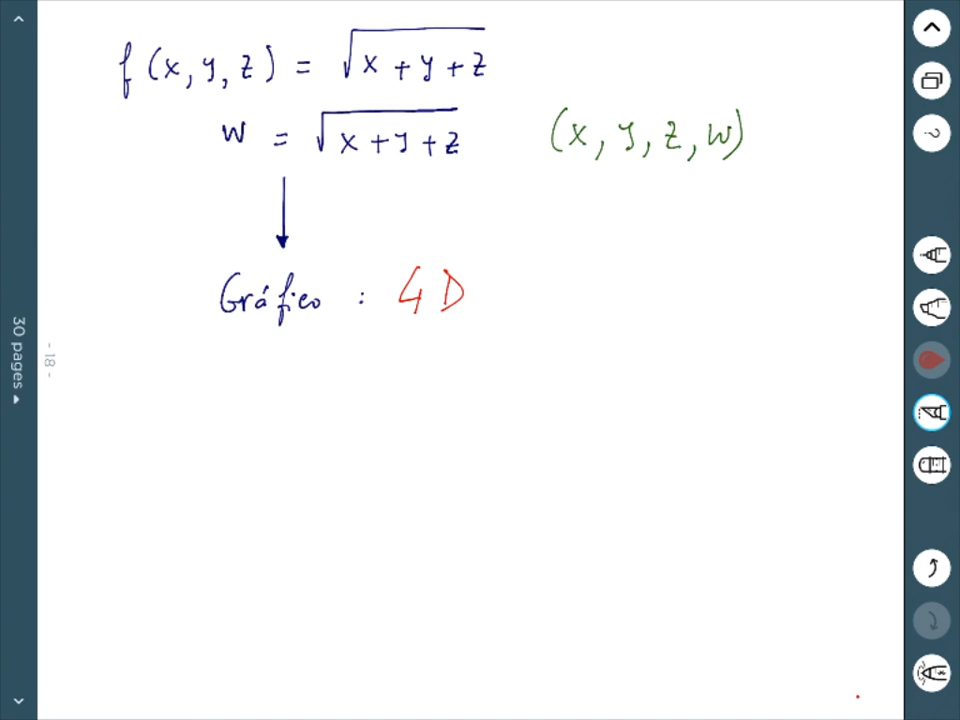 f(x, y, z) = √(x + y + z)
w = √(x + y + z) (x, y, z, w)
↓
Gráfico : 4D
- 18 -
30 pages
?